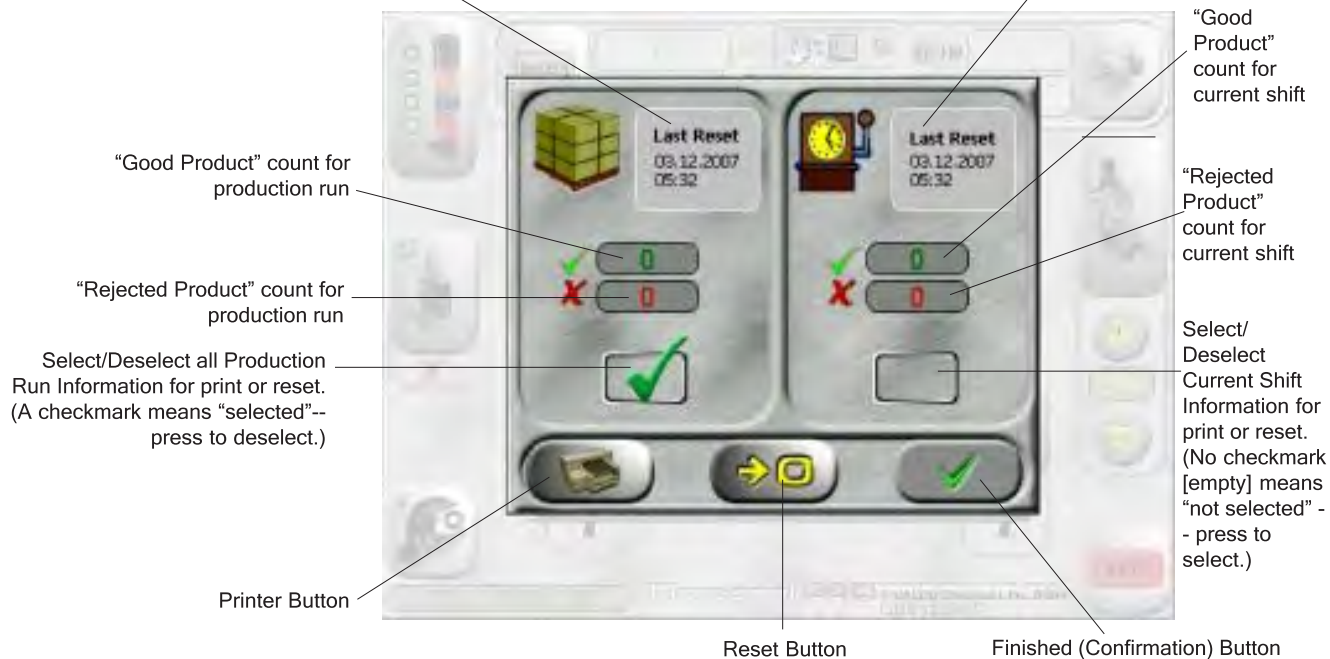 “Good
Product”
count for
current shift
Last Reset
03.12.2007
05:32
Last Reset
03.12.2007
05:32
“Good Product” count for
production run
“Rejected
Product”
count for
current shift
0
0
“Rejected Product” count for
production run
0
0
Select/Deselect all Production
Run Information for print or reset.
(A checkmark means “selected”--
press to deselect.)
Select/
Deselect
Current Shift
Information for
print or reset.
(No checkmark
[empty] means
“not selected” -
- press to
select.)
Printer Button
Reset Button
Finished (Confirmation) Button